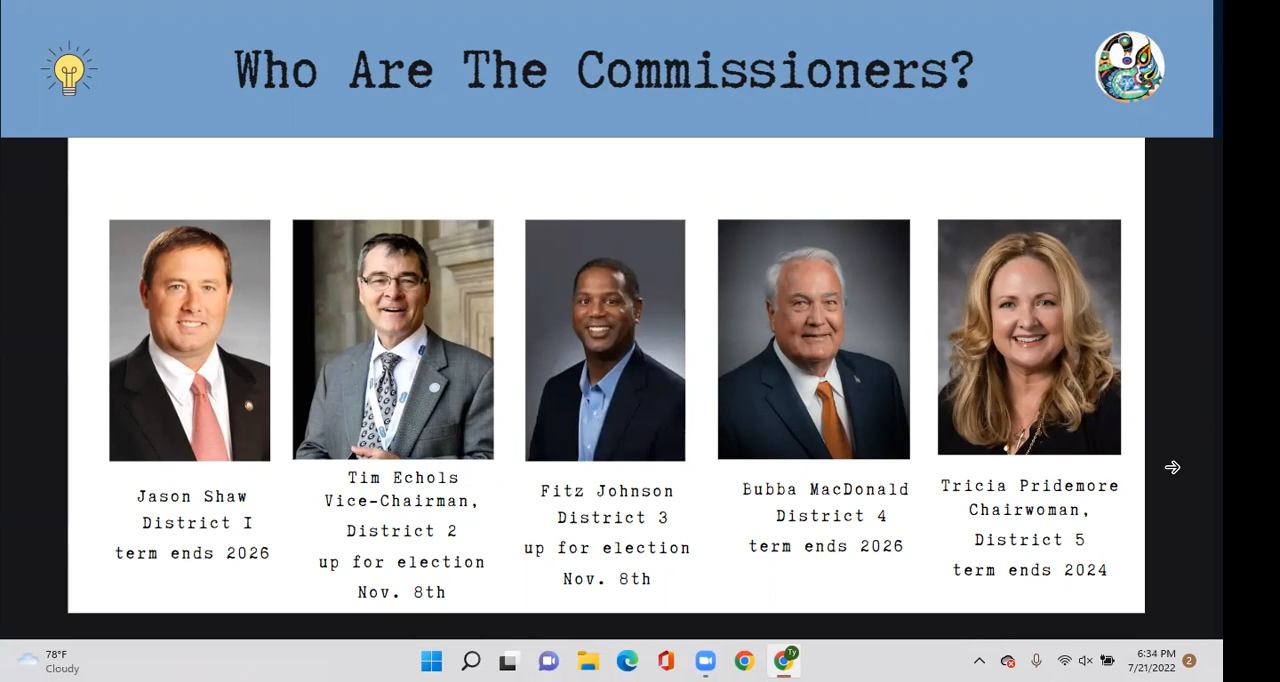 Who Are The Commissioners?
Jason Shaw
District I
term ends 2026
Tim Echols
Vice-Chairman,
District 2
up for election
Nov. 8th
Fitz Johnson
District 3
up for election
Nov. 8th
Bubba MacDonald
District 4
term ends 2026
Tricia Pridemore
Chairwoman,
District 5
term ends 2024
78°F
Cloudy
Ty
6:34 PM
7/21/2022
2